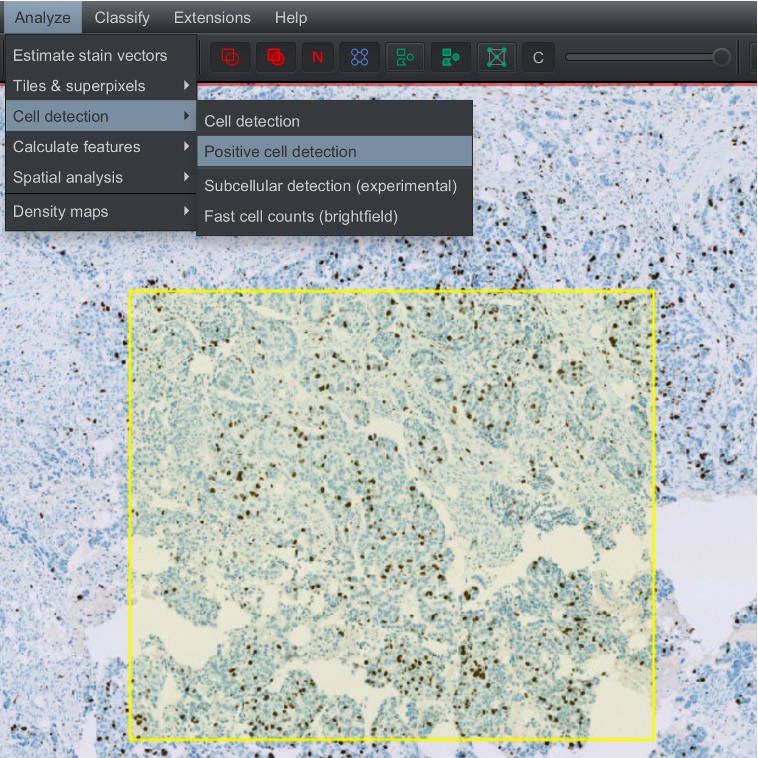 Analyze Classify Extensions Help
N C
Estimate stain vectors
Tiles & superpixels
Cell detection
Calculate features
Spatial analysis
Density maps
Cell detection
Positive cell detection
Subcellular detection (experimental)
Fast cell counts (brightfield)